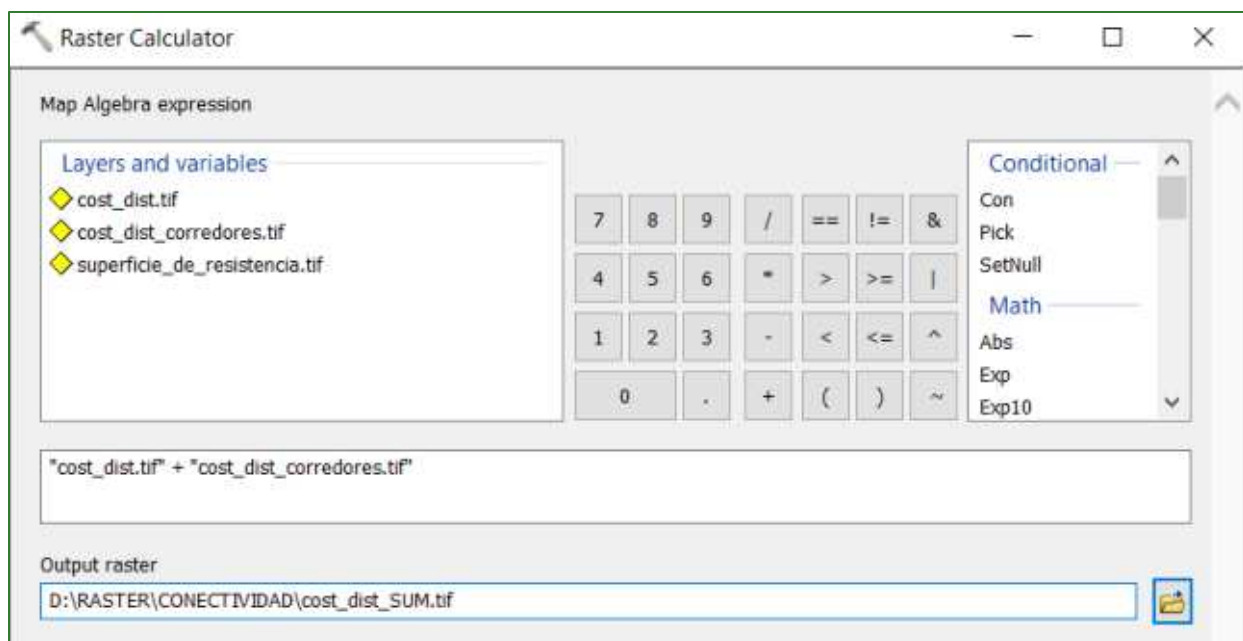 Raster Calculator
Map Algebra expression
Layers and variables
cost_dist.tif
cost_dist_corredores.tif
superficie_de_resistencia.tif
7 8 9 / == != &
4 5 6 * > >= |
1 2 3 - < <= ^
0 . + ( ) ~
Conditional
Con
Pick
SetNull
Math
Abs
Exp
Exp10
"cost_dist.tif" + "cost_dist_corredores.tif"
Output raster
D:\RASTER\CONECTIVIDAD\cost_dist_SUM.tif